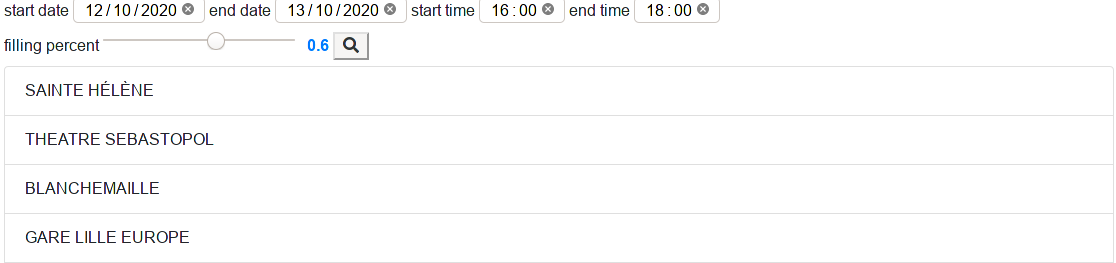 start date 12/10/2020 end date 13/10/2020 start time 16:00 end time 18:00
filling percent 0.6
SAINTE HÉLÈNE
THEATRE SEBASTOPOL
BLANCHEMAILLE
GARE LILLE EUROPE